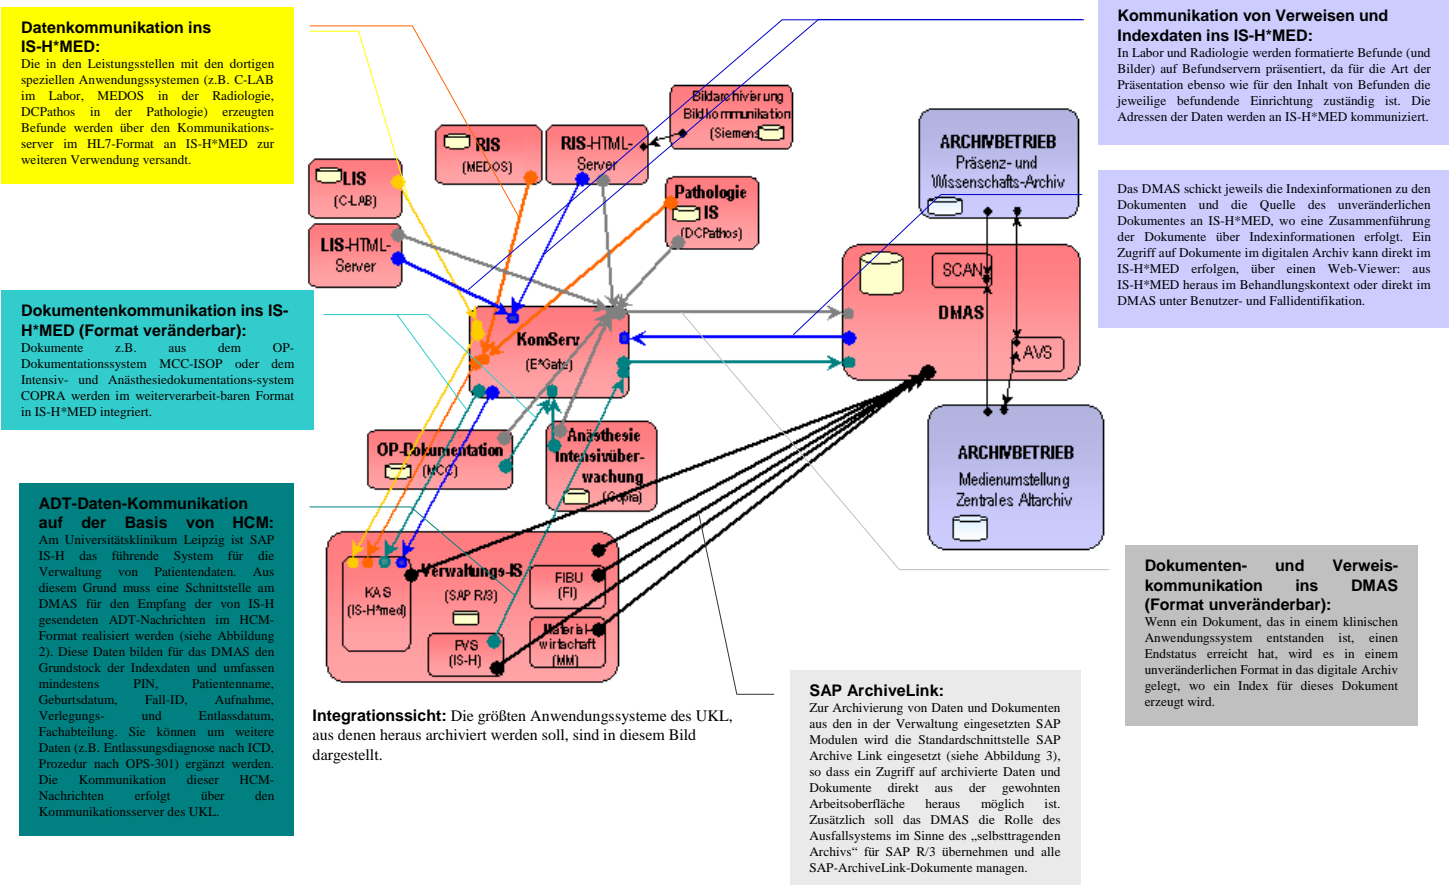 Datenkommunikation ins
IS-H*MED:
Die in den Leistungsstellen mit den dortigen
speziellen Anwendungssystemen (z.B. C-LAB
im Labor, MEDOS in der Radiologie,
DCPathos in der Pathologie) erzeugten
Befunde werden über den Kommunikations-
server im HL7-Format an IS-H*MED zur
weiteren Verwendung versandt.
Dokumentenkommunikation ins IS-
H*MED (Format veränderbar):
Dokumente z.B. aus dem OP-
Dokumentationssystem MCC-ISOP oder dem
Intensiv- und Anästhesiedokumentations-system
COPRA werden im weiterverarbeit-baren Format
in IS-H*MED integriert.
ADT-Daten-Kommunikation
auf der Basis von HCM:
Am Universitätsklinikum Leipzig ist SAP
IS-H das führende System für die
Verwaltung von Patientendaten. Aus
diesem Grund muss eine Schnittstelle am
DMAS für den Empfang der von IS-H
gesendeten ADT-Nachrichten im HCM-
Format realisiert werden (siehe Abbildung
2). Diese Daten bilden für das DMAS den
Grundstock der Indexdaten und umfassen
mindestens PIN, Patientenname,
Geburtsdatum, Fall-ID, Aufnahme,
Verlegungs- und Entlassdatum,
Fachabteilung. Sie können um weitere
Daten (z.B. Entlassungsdiagnose nach ICD,
Prozedur nach OPS-301) ergänzt werden.
Die Kommunikation dieser HCM-
Nachrichten erfolgt über den
Kommunikationsserver des UKL.
LIS
(C-LAB)
LIS-HTML-
Server
RIS
(MEDOS)
RIS-HTML-
Server
Bildarchivierung
Bildkommunikation
(Siemens)
Pathologie
IS
(DCPathos)
KomServ
(E*Gate)
OP-Dokumentation
(MCC)
Anästhesie
Intensivüber-
wachung
(Copra)
Verwaltungs-IS
(SAP R/3)
KAS
(IS-H*med)
PVS
(IS-H)
FIBU
(FI)
Material-
wirtschaft
(MM)
ARCHIVBETRIEB
Präsenz- und
Wissenschafts-Archiv
SCAN
DMAS
AVS
ARCHIVBETRIEB
Medienumstellung
Zentrales Altarchiv
Integrationssicht: Die größten Anwendungssysteme des UKL,
aus denen heraus archiviert werden soll, sind in diesem Bild
dargestellt.
Kommunikation von Verweisen und
Indexdaten ins IS-H*MED:
In Labor und Radiologie werden formatierte Befunde (und
Bilder) auf Befundservern präsentiert, da für die Art der
Präsentation ebenso wie für den Inhalt von Befunden die
jeweilige befundende Einrichtung zuständig ist. Die
Adressen der Daten werden an IS-H*MED kommuniziert.
Das DMAS schickt jeweils die Indexinformationen zu den
Dokumenten und die Quelle des unveränderlichen
Dokumentes an IS-H*MED, wo eine Zusammenführung
der Dokumente über Indexinformationen erfolgt. Ein
Zugriff auf Dokumente im digitalen Archiv kann direkt im
IS-H*MED erfolgen, über einen Web-Viewer: aus
IS-H*MED heraus im Behandlungskontext oder direkt im
DMAS unter Benutzer- und Fallidentifikation.
Dokumenten- und Verweis-
kommunikation ins DMAS
(Format unveränderbar):
Wenn ein Dokument, das in einem klinischen
Anwendungssystem entstanden ist, einen
Endstatus erreicht hat, wird es in einem
unveränderlichen Format in das digitale Archiv
gelegt, wo ein Index für dieses Dokument
erzeugt wird.
SAP ArchiveLink:
Zur Archivierung von Daten und Dokumenten
aus den in der Verwaltung eingesetzten SAP
Modulen wird die Standardschnittstelle SAP
Archive Link eingesetzt (siehe Abbildung 3),
so dass ein Zugriff auf archivierte Daten und
Dokumente direkt aus der gewohnten
Arbeitsoberfläche heraus möglich ist.
Zusätzlich soll das DMAS die Rolle des
Ausfallsystems im Sinne des „selbsttragenden
Archivs“ für SAP R/3 übernehmen und alle
SAP-ArchiveLink-Dokumente managen.